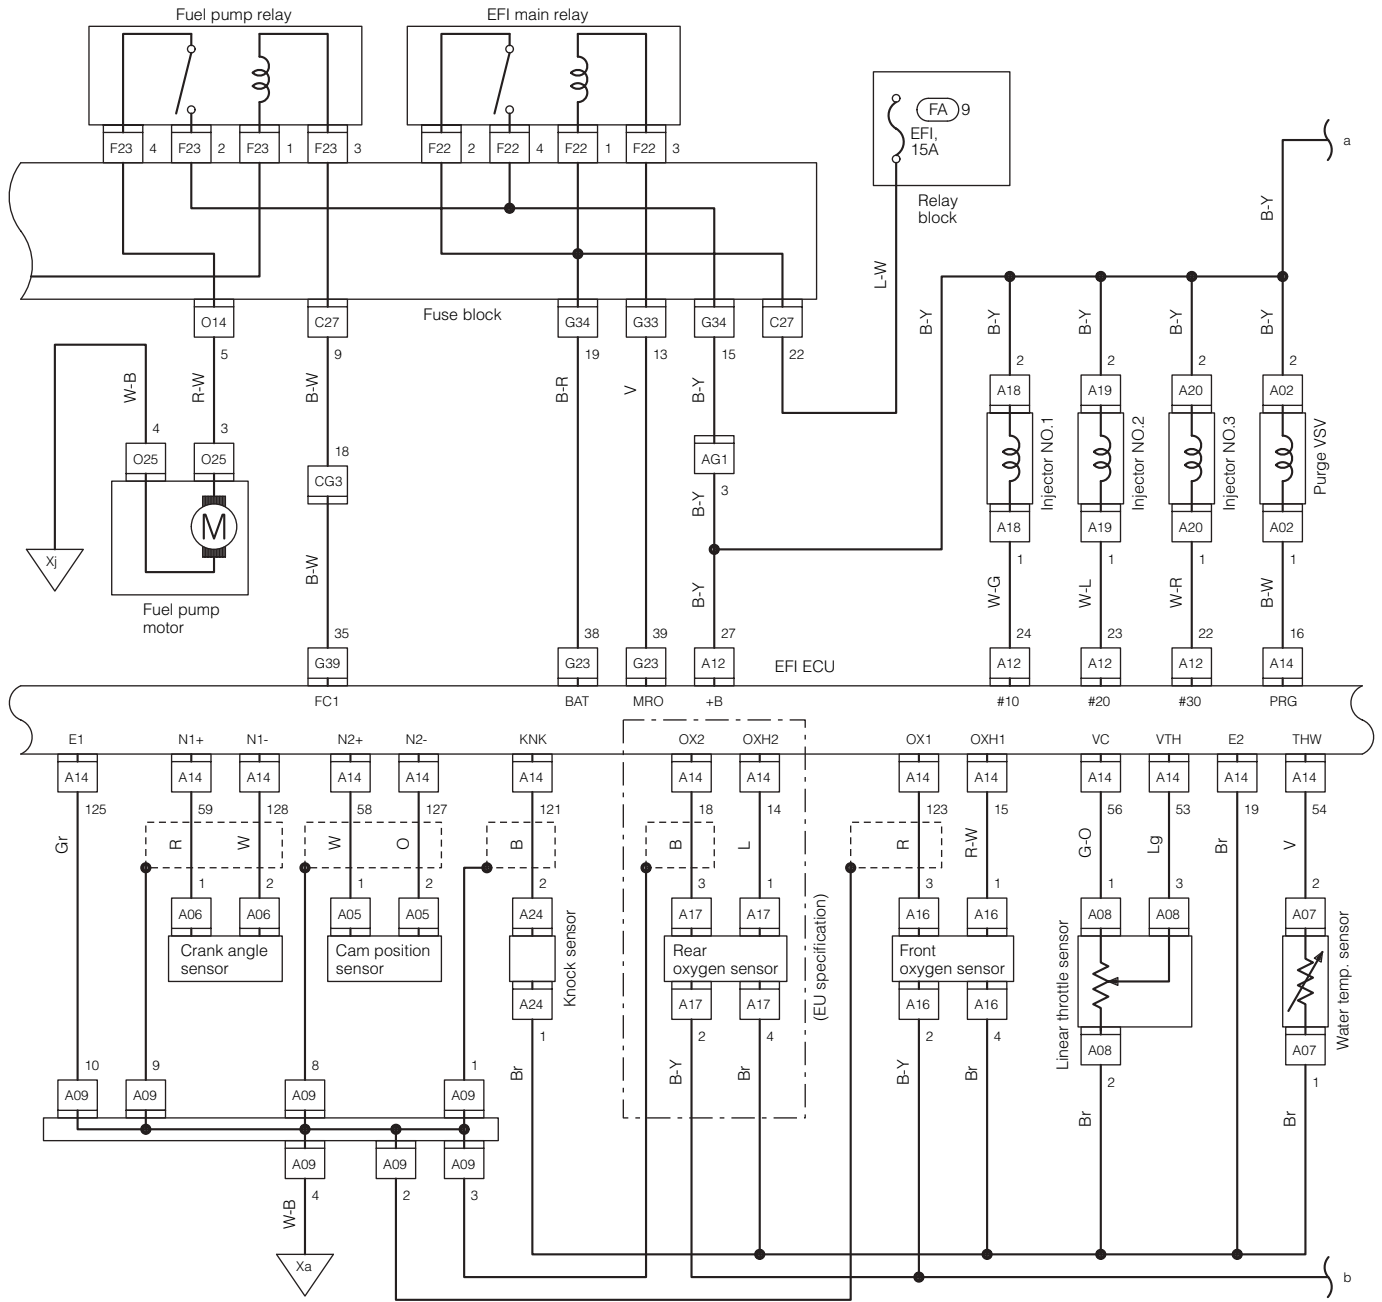 Fuel pump relay
EFI main relay
FA 9
EFI,
15A
Relay
block
a
F23 4 F23 2 F23 1 F23 3
F22 2 F22 4 F22 1 F22 3
B-Y
L-W
Fuse block
O14 C27 G34 G33 G34 C27
5 9 19 13 15 22
B-Y B-Y B-Y B-Y B-Y
W-B R-W B-W B-R V B-Y
2 2 2 2
A18 A19 A20 A02
4 3
18
O25 O25
CG3
AG1
3
Injector NO.1
Injector NO.2
Injector NO.3
Purge VSV
M
B-Y
A18 A19 A20 A02
1 1 1 1
Xj
B-W
B-Y
W-G W-L W-R B-W
Fuel pump
motor
35 38 39 27 24 23 22 16
G39 G23 G23 A12 A12 A12 A12 A14
EFI ECU
FC1 BAT MRO +B #10 #20 #30 PRG
E1 N1+ N1- N2+ N2- KNK OX2 OXH2 OX1 OXH1 VC VTH E2 THW
A14 A14 A14 A14 A14 A14 A14 A14 A14 A14 A14 A14 A14 A14
125 59 128 58 127 121 18 14 123 15 56 53 19 54
Gr R W W O B B L R R-W G-O Lg Br V
1 2 1 2 2 3 1 3 1 1 3 2
A06 A06 A05 A05 A24 A17 A17 A16 A16 A08 A08 A07
Crank angle
sensor
Cam position
sensor
Knock sensor
Rear
oxygen sensor
(EU specification)
Front
oxygen sensor
Linear throttle sensor
Water temp. sensor
A24 A17 A17 A16 A16 A08 A07
1 2 4 2 4 2 1
Br B-Y Br B-Y Br Br Br
10 9 8 1
A09 A09 A09 A09
A09 A09 A09
4 2 3
W-B
Xa
b